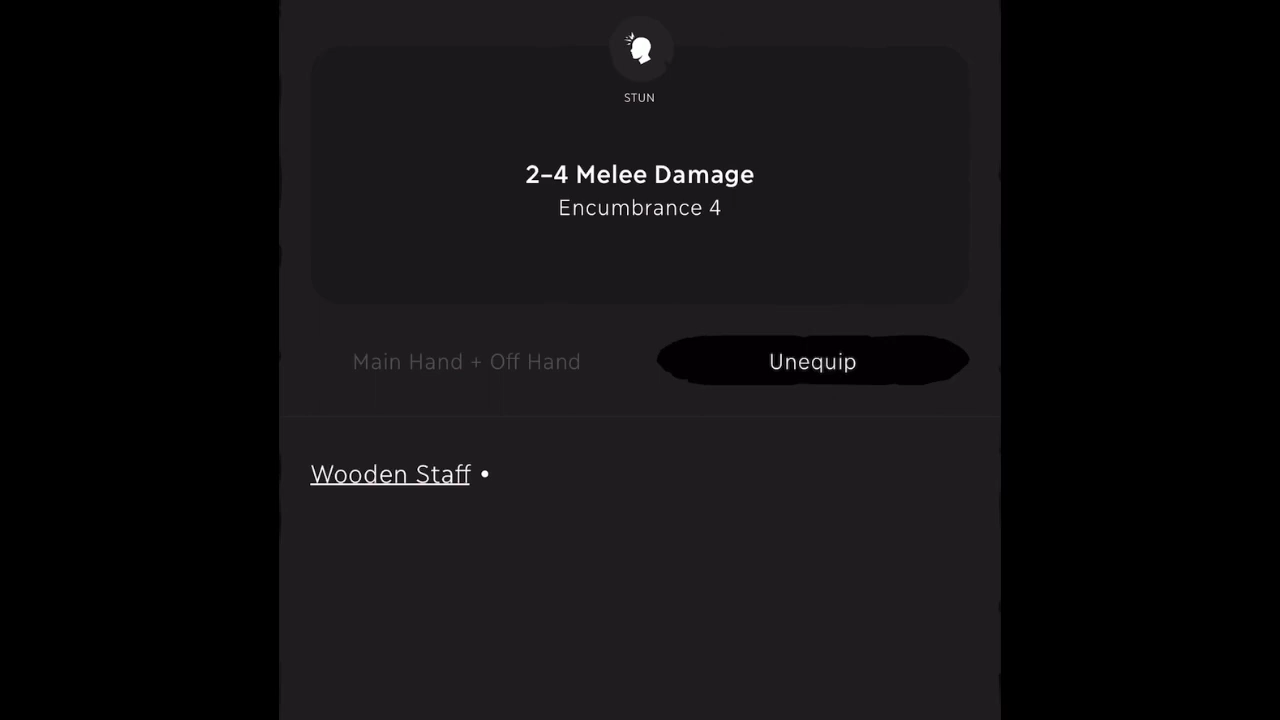 STUN
2–4 Melee Damage
Encumbrance 4
Main Hand + Off Hand
Unequip
Wooden Staff •